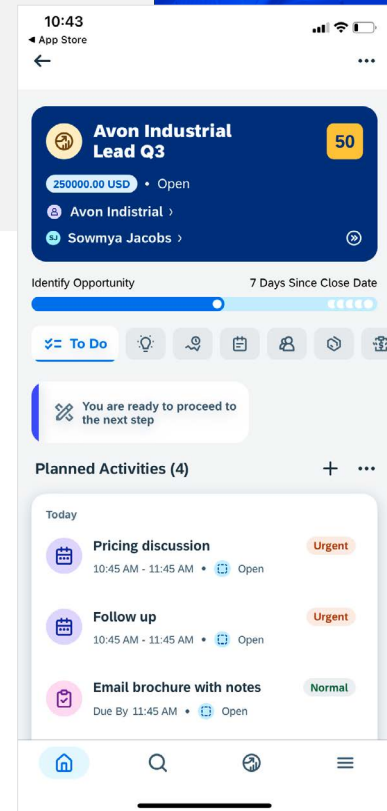 10:43
◄ App Store
Avon Industrial
Lead Q3
50
250000.00 USD • Open
Avon Indistrial
SJ Sowmya Jacobs
Identify Opportunity 7 Days Since Close Date
To Do
You are ready to proceed to
the next step
Planned Activities (4)
Today
Pricing discussion Urgent
10:45 AM - 11:45 AM • Open
Follow up Urgent
10:45 AM - 11:45 AM • Open
Email brochure with notes Normal
Due By 11:45 AM • Open